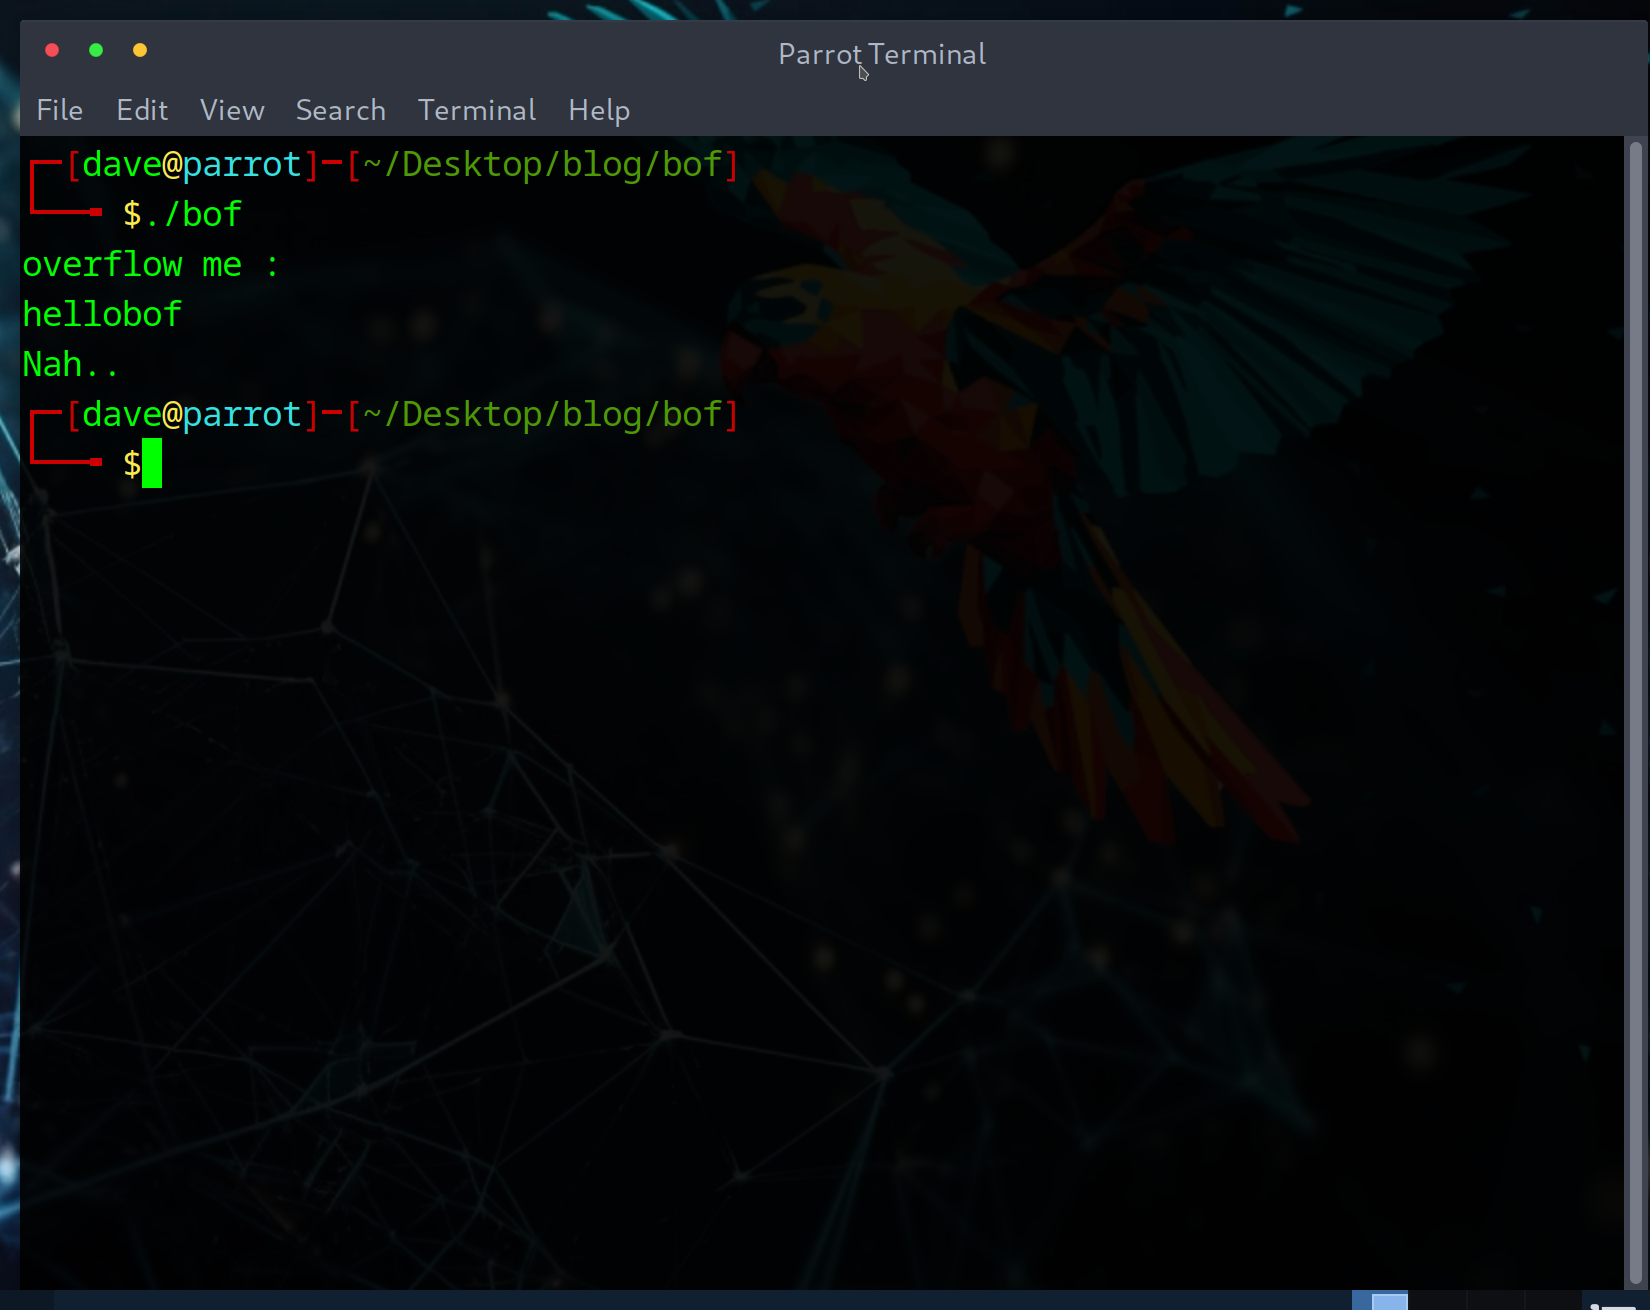 Parrot Terminal
File Edit View Search Terminal Help
┌─[dave@parrot]─[~/Desktop/blog/bof]
└──╼ $./bof
overflow me :
hellobof
Nah..
┌─[dave@parrot]─[~/Desktop/blog/bof]
└──╼ $